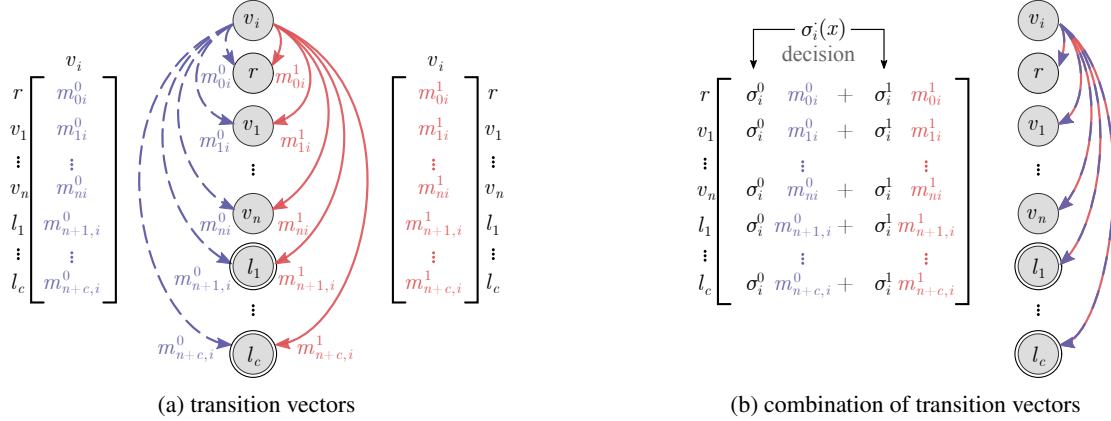 v_i
v_i
r m^0_{0i}
v_1 m^0_{1i}
⋮ ⋮
v_n m^0_{ni}
l_1 m^0_{n+1,i}
⋮ ⋮
l_c m^0_{n+c,i}
m^0_{0i} r m^1_{0i}
m^0_{1i} v_1 m^1_{1i}
⋮
v_n
m^0_{ni} m^1_{ni}
l_1
m^0_{n+1,i} m^1_{n+1,i}
⋮
l_c
m^0_{n+c,i} m^1_{n+c,i}
v_i
m^1_{0i} r
m^1_{1i} v_1
⋮ ⋮
m^1_{ni} v_n
m^1_{n+1,i} l_1
⋮ ⋮
m^1_{n+c,i} l_c
(a) transition vectors
σ^·_i(x)
decision
r σ^0_i m^0_{0i} + σ^1_i m^1_{0i}
v_1 σ^0_i m^0_{1i} + σ^1_i m^1_{1i}
⋮ ⋮ ⋮
v_n σ^0_i m^0_{ni} + σ^1_i m^1_{ni}
l_1 σ^0_i m^0_{n+1,i} + σ^1_i m^1_{n+1,i}
⋮ ⋮ ⋮
l_c σ^0_i m^0_{n+c,i} + σ^1_i m^1_{n+c,i}
v_i
r
v_1
⋮
v_n
l_1
⋮
l_c
(b) combination of transition vectors